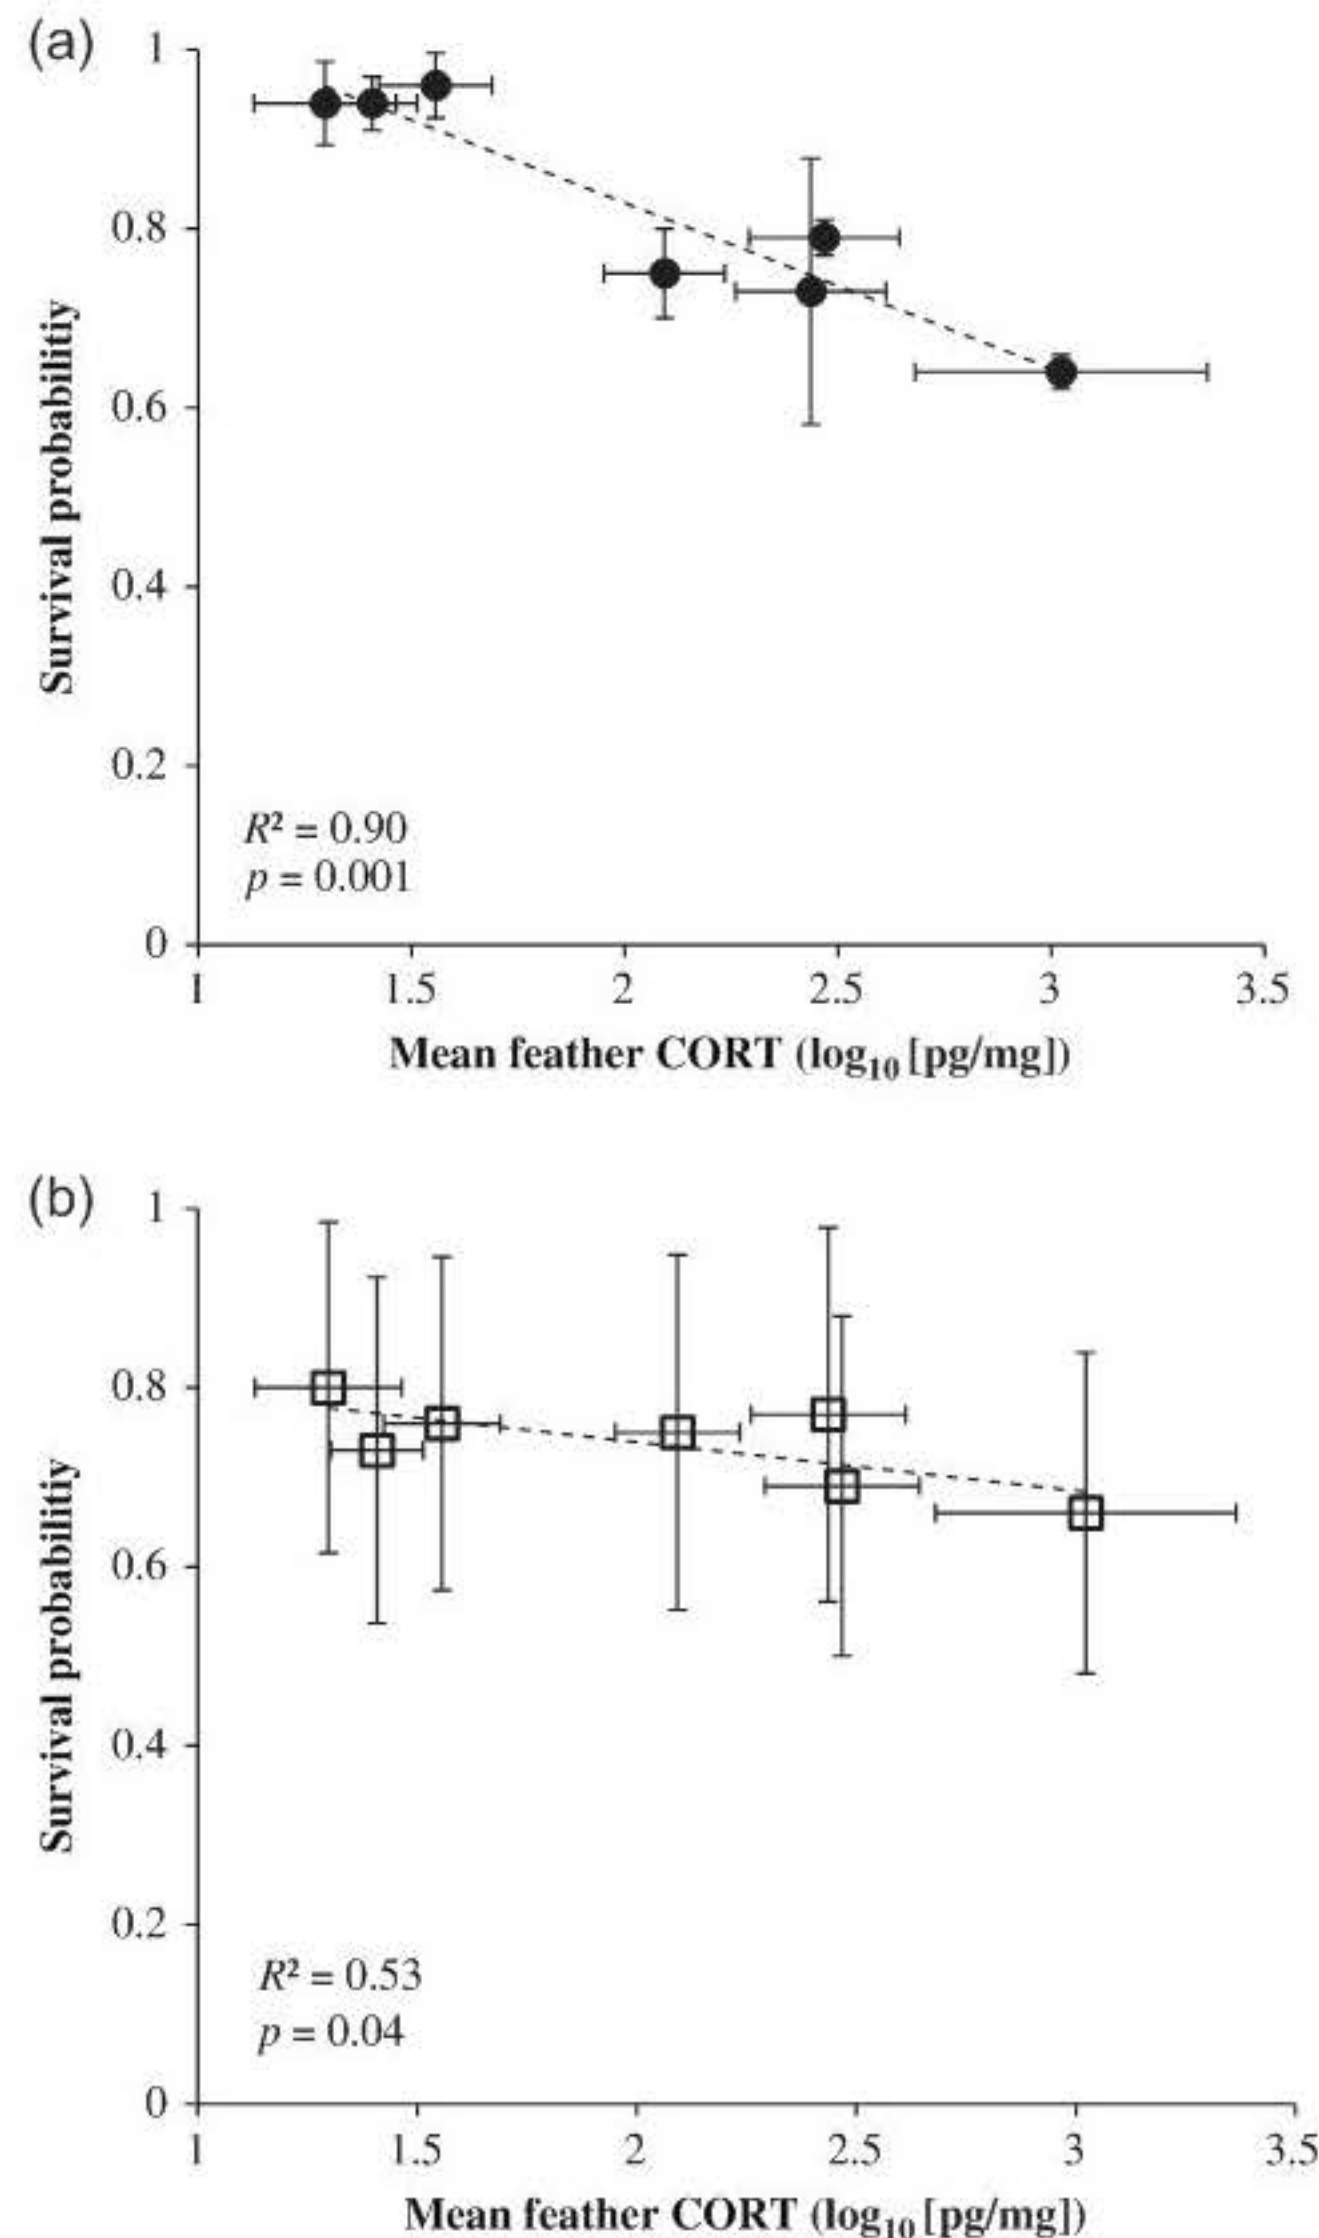 (a)
1
0.8
0.6
0.4
0.2
0
Survival probabilitiy
R² = 0.90
p = 0.001
1 1.5 2 2.5 3 3.5
Mean feather CORT (log₁₀ [pg/mg])
(b)
1
0.8
0.6
0.4
0.2
0
Survival probabilitiy
R² = 0.53
p = 0.04
1 1.5 2 2.5 3 3.5
Mean feather CORT (log₁₀ [pg/mg])